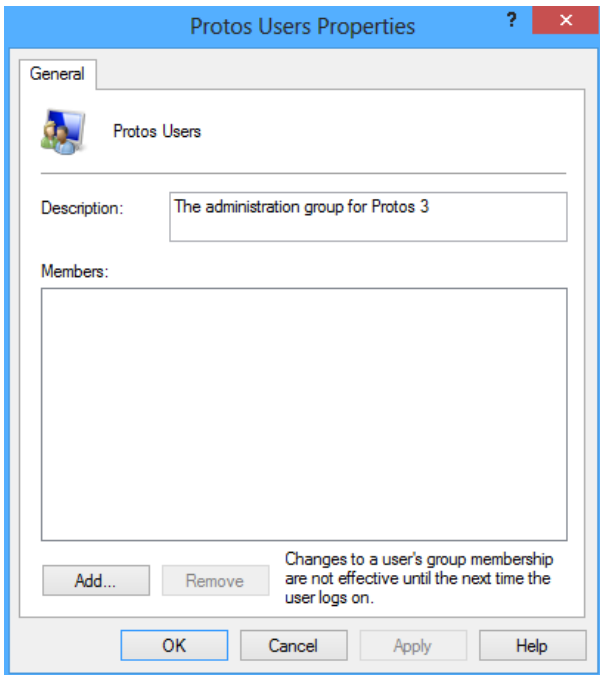 Protos Users Properties
?
×
General
Protos Users
Description:
The administration group for Protos 3
Members:
Changes to a user's group membership
are not effective until the next time the
user logs on.
Add...
Remove
OK
Cancel
Apply
Help